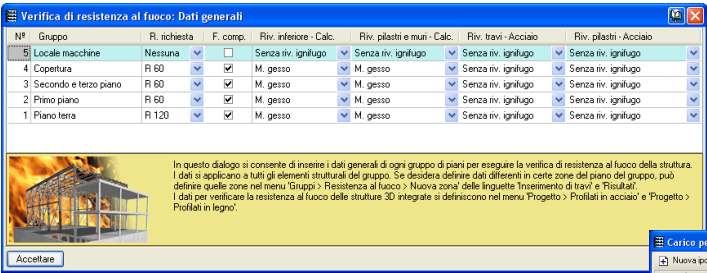 Verifica di resistenza al fuoco: Dati generali
Nº Gruppo R. richiesta F. comp. Riv. inferiore - Calc. Riv. pilastri e muri - Calc. Riv. travi - Acciaio Riv. pilastri - Acciaio
5 Locale macchine Nessuna Senza riv. ignifugo Senza riv. ignifugo Senza riv. ignifugo Senza riv. ignifugo
4 Copertura R 60 M. gesso M. gesso Senza riv. ignifugo Senza riv. ignifugo
3 Secondo e terzo piano R 60 M. gesso M. gesso Senza riv. ignifugo Senza riv. ignifugo
2 Primo piano R 60 M. gesso M. gesso Senza riv. ignifugo Senza riv. ignifugo
1 Piano terra R 120 M. gesso M. gesso Senza riv. ignifugo Senza riv. ignifugo
In questo dialogo si consente di inserire i dati generali di ogni gruppo di piani per eseguire la verifica di resistenza al fuoco della struttura.
I dati si applicano a tutti gli elementi strutturali del gruppo. Se desidera definire dati differenti in certe zone del piano del gruppo, può
definire quelle zone nel menu 'Gruppi > Resistenza al fuoco > Nuova zona' delle linguette 'Inserimento di travi' e 'Risultati'.
I dati per verificare la resistenza al fuoco delle strutture 3D integrate si definiscono nel menu 'Progetto > Profilati in acciaio' e 'Progetto >
Profilati in legno'.
Accettare
Carico pe
Nuova ipo